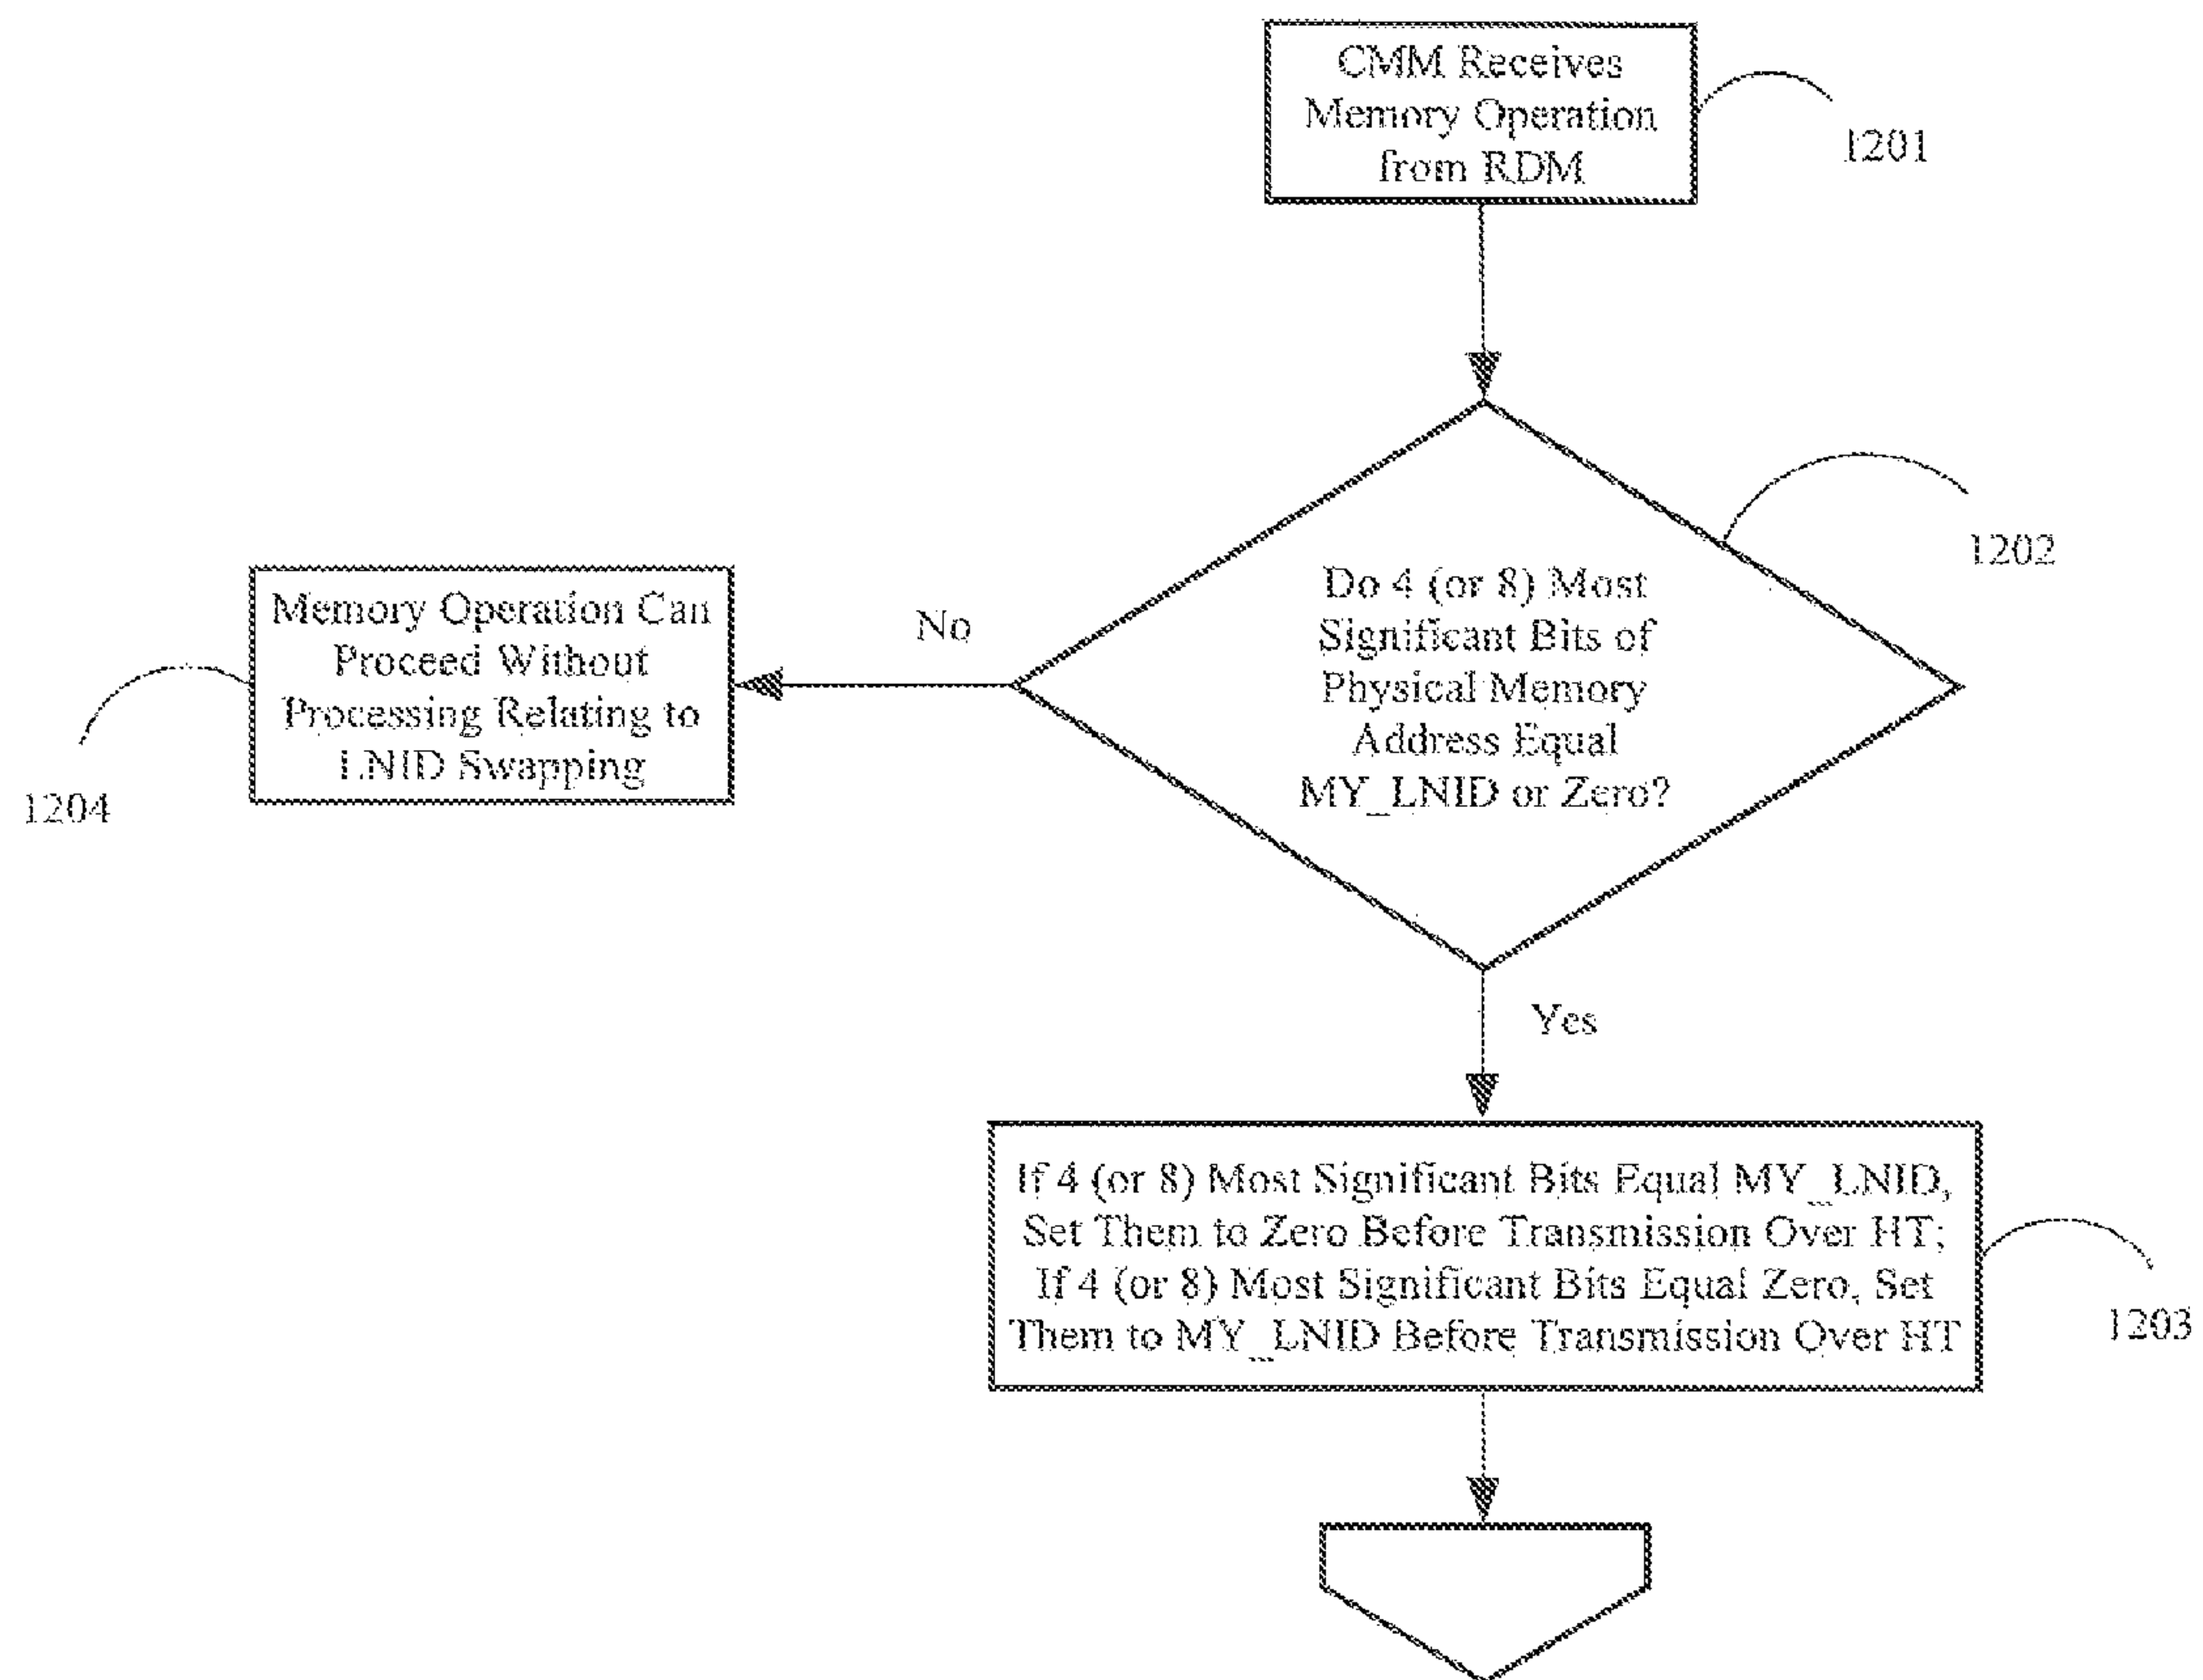 CMM Receives
Memory Operation
from RDM
1201
1202
Do 4 (or 8) Most
Significant Bits of
Physical Memory
Address Equal
MY_LNID or Zero?
No
Memory Operation Can
Proceed Without
Processing Relating to
LNID Swapping
1204
Yes
If 4 (or 8) Most Significant Bits Equal MY_LNID,
Set Them to Zero Before Transmission Over HT;
If 4 (or 8) Most Significant Bits Equal Zero, Set
Them to MY_LNID Before Transmission Over HT
1203